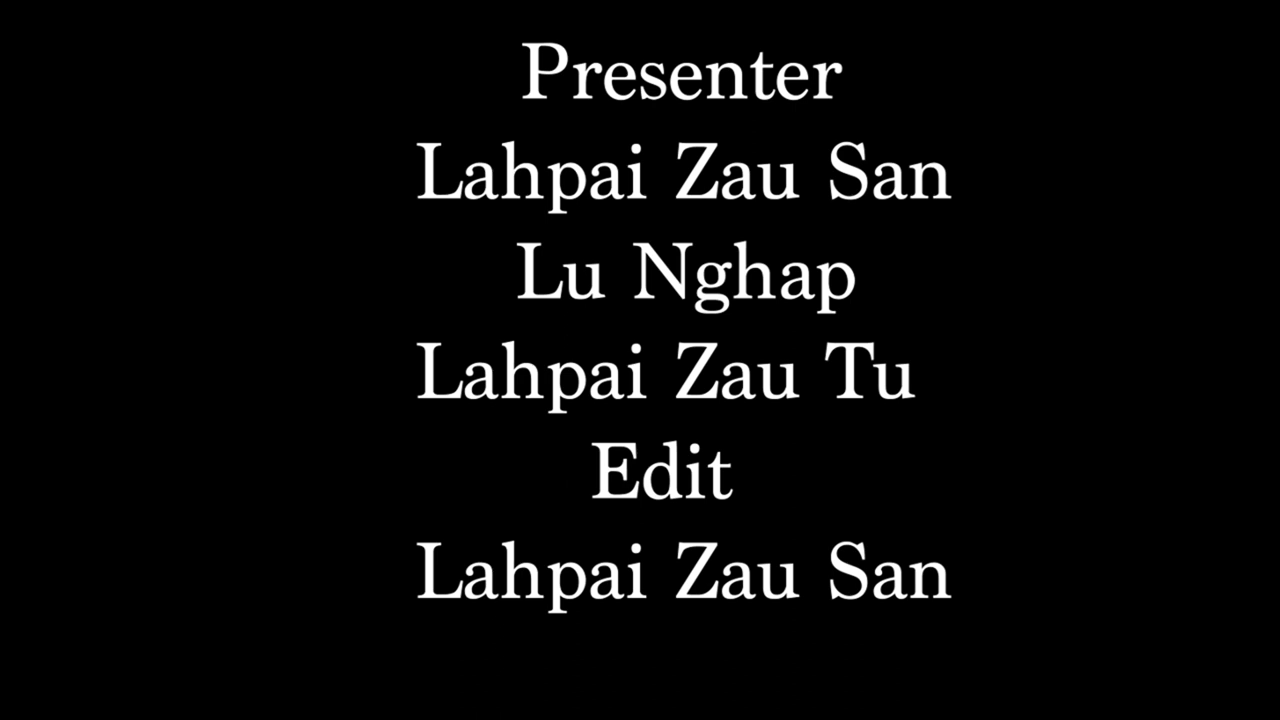 Presenter
Lahpai Zau San
Lu Nghap
Lahpai Zau Tu
Edit
Lahpai Zau San